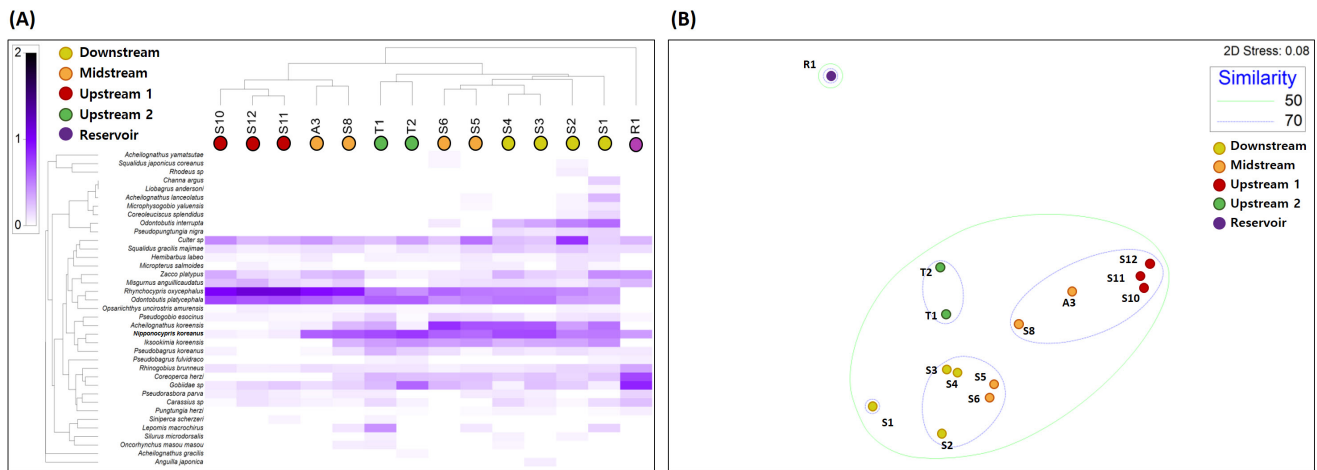 (A)
(B)
2
1
0
Downstream
Midstream
Upstream 1
Upstream 2
Reservoir
S10
S12
S11
A3
S8
T1
T2
S6
S5
S4
S3
S2
S1
R1
Acheilognathus yamatsutae
Squalidus japonicus coreanus
Rhodeus sp
Channa argus
Liobagrus andersoni
Acheilognathus lanceolatus
Microphysogobio yaluensis
Coreoleuciscus splendidus
Odontobutis interrupta
Pseudopungtungia nigra
Culter sp
Squalidus gracilis majimae
Hemibarbus labeo
Micropterus salmoides
Zacco platypus
Misgurnus anguillicaudatus
Rhynchocypris oxycephalus
Odontobutis platycephala
Opsariichthys uncirostris amurensis
Pseudogobio esocinus
Acheilognathus koreensis
Nipponocypris koreanus
Iksookimia koreensis
Pseudobagrus koreanus
Pseudobagrus fulvidraco
Rhinogobius brunneus
Coreoperca herzi
Gobiidae sp
Pseudorasbora parva
Carassius sp
Pungtungia herzi
Siniperca scherzeri
Lepomis macrochirus
Silurus microdorsalis
Oncorhynchus masou masou
Acheilognathus gracilis
Anguilla japonica
2D Stress: 0.08
Similarity
50
70
Downstream
Midstream
Upstream 1
Upstream 2
Reservoir
R1
T2
T1
S12
S11
S10
A3
S8
S3
S4
S5
S6
S1
S2